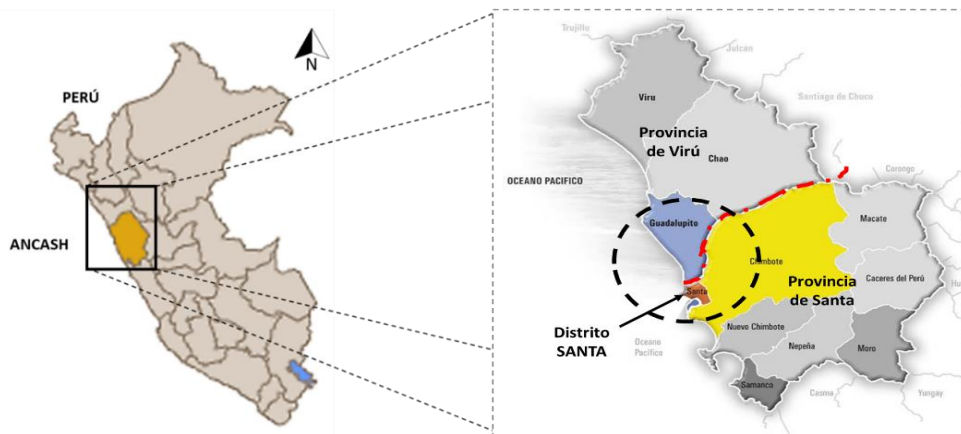 N
PERÚ
ANCASH
Trujillo
Julcan
Viru
Santiago de Chuco
Provincia
de Virú
Chao
OCEANO PACIFICO
Corongo
Guadalupito
Macate
Chimbote
Caceres del Perú
Provincia
de Santa
Santa
Distrito
SANTA
Nuevo Chimbote
Oceano
Pacifico
Nepeña
Moro
Samanco
Casma
Yungay